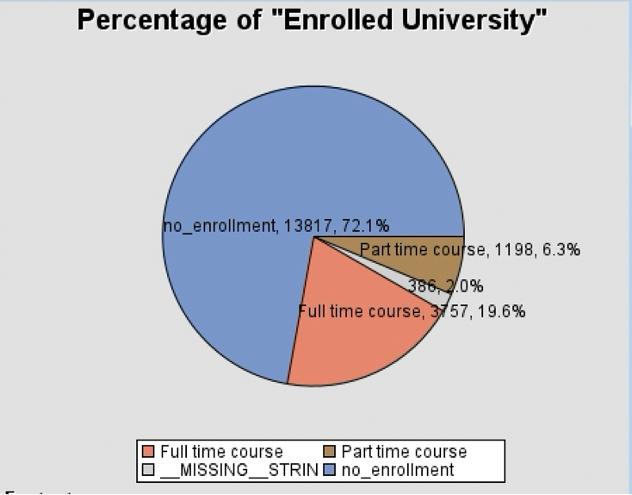 Percentage of "Enrolled University"
no_enrollment, 13817, 72.1%
Part time course, 1198, 6.3%
386, 2.0%
Full time course, 3757, 19.6%
Full time course Part time course
__MISSING__STRIN no_enrollment